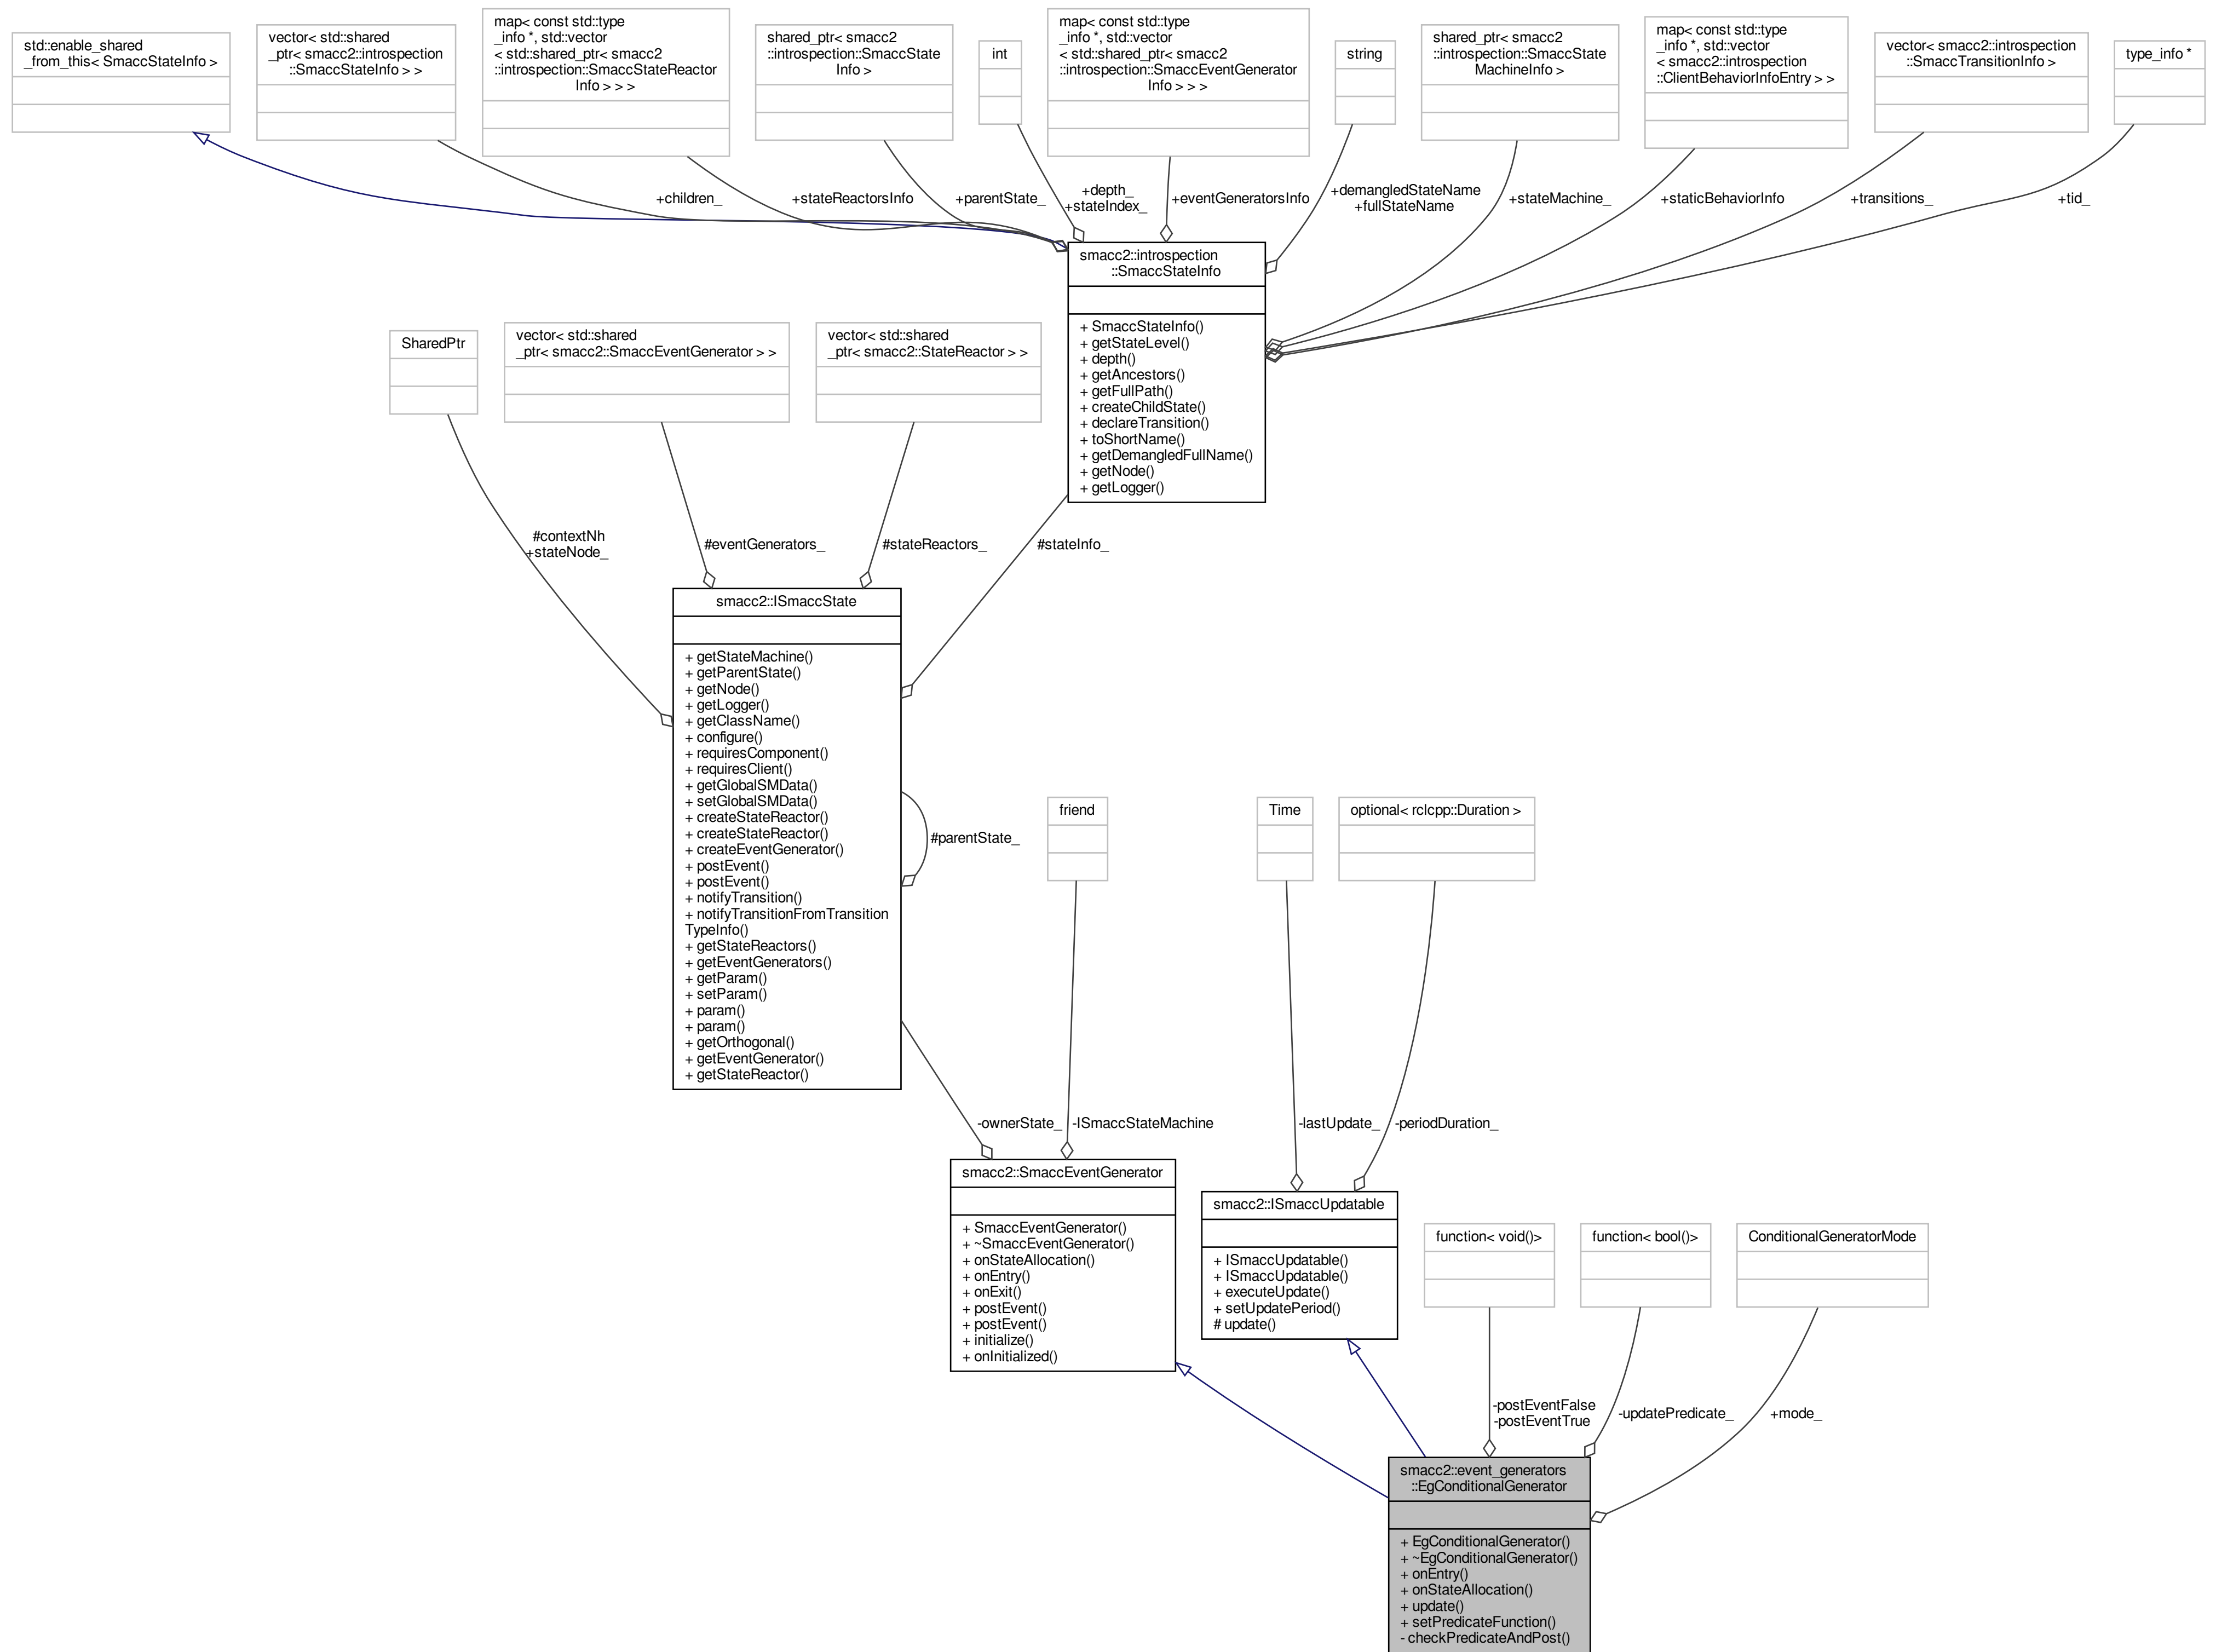 std::enable_shared
_from_this< SmaccStateInfo >
vector< std::shared
_ptr< smacc2::introspection
::SmaccStateInfo > >
map< const std::type
_info *, std::vector
< std::shared_ptr< smacc2
::introspection::SmaccStateReactor
Info > > >
shared_ptr< smacc2
::introspection::SmaccState
Info >
int
map< const std::type
_info *, std::vector
< std::shared_ptr< smacc2
::introspection::SmaccEventGenerator
Info > > >
string
shared_ptr< smacc2
::introspection::SmaccState
MachineInfo >
map< const std::type
_info *, std::vector
< smacc2::introspection
::ClientBehaviorInfoEntry > >
vector< smacc2::introspection
::SmaccTransitionInfo >
type_info *
+children_
+stateReactorsInfo
+parentState_
+depth_
+stateIndex_
+eventGeneratorsInfo
+demangledStateName
+fullStateName
+stateMachine_
+staticBehaviorInfo
+transitions_
+tid_
smacc2::introspection
::SmaccStateInfo
+ SmaccStateInfo()
+ getStateLevel()
+ depth()
+ getAncestors()
+ getFullPath()
+ createChildState()
+ declareTransition()
+ toShortName()
+ getDemangledFullName()
+ getNode()
+ getLogger()
SharedPtr
vector< std::shared
_ptr< smacc2::SmaccEventGenerator > >
vector< std::shared
_ptr< smacc2::StateReactor > >
#contextNh
+stateNode_
#eventGenerators_
#stateReactors_
#stateInfo_
smacc2::ISmaccState
+ getStateMachine()
+ getParentState()
+ getNode()
+ getLogger()
+ getClassName()
+ configure()
+ requiresComponent()
+ requiresClient()
+ getGlobalSMData()
+ setGlobalSMData()
+ createStateReactor()
+ createStateReactor()
+ createEventGenerator()
+ postEvent()
+ postEvent()
+ notifyTransition()
+ notifyTransitionFromTransition
TypeInfo()
+ getStateReactors()
+ getEventGenerators()
+ getParam()
+ setParam()
+ param()
+ param()
+ getOrthogonal()
+ getEventGenerator()
+ getStateReactor()
#parentState_
friend
Time
optional< rclcpp::Duration >
-ownerState_
-ISmaccStateMachine
-lastUpdate_
-periodDuration_
smacc2::SmaccEventGenerator
+ SmaccEventGenerator()
+ ~SmaccEventGenerator()
+ onStateAllocation()
+ onEntry()
+ onExit()
+ postEvent()
+ postEvent()
+ initialize()
+ onInitialized()
smacc2::ISmaccUpdatable
+ ISmaccUpdatable()
+ ISmaccUpdatable()
+ executeUpdate()
+ setUpdatePeriod()
# update()
function< void()>
function< bool()>
ConditionalGeneratorMode
-postEventFalse
-postEventTrue
-updatePredicate_
+mode_
smacc2::event_generators
::EgConditionalGenerator
+ EgConditionalGenerator()
+ ~EgConditionalGenerator()
+ onEntry()
+ onStateAllocation()
+ update()
+ setPredicateFunction()
- checkPredicateAndPost()